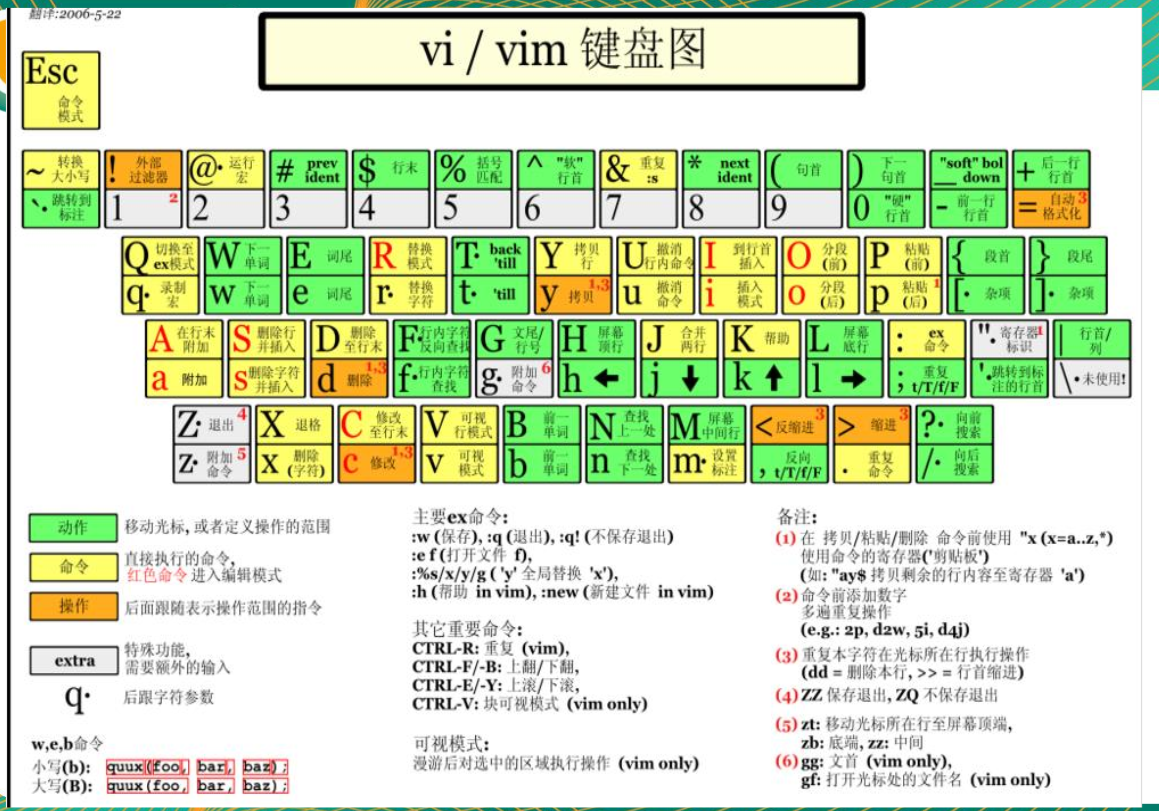 翻译:2006-5-22
vi / vim 键盘图
Esc
命令
模式
~ 转换大小写
! 外部过滤器
@· 运行宏
# prev ident
$ 行末
% 括号匹配
^ "软"行首
& 重复 :s
* next ident
( 句首
) 下一句首
_ "soft" bol down
+ 后一行行首
`· 跳转到标注
1 2
2
3
4
5
6
7
8
9
0 "硬"行首
- 前一行行首
= 自动格式化 3
Q 切换至ex模式
W 下一单词
E 词尾
R 替换模式
T· back 'till
Y 拷贝行
U 撤消行内命令
I 到行首插入
O 分段(前)
P 粘贴(前)
{ 段首
} 段尾
q· 录制宏
w 下一单词
e 词尾
r· 替换字符
t· 'till
y 拷贝 1,3
u 撤消命令
i 插入模式
o 分段(后)
p 粘贴(后) 1
[· 杂项
]· 杂项
A 在行末附加
S 删除行并插入
D 删除至行末
F· 行内字符反向查找
G 文尾/行号
H 屏幕顶行
J 合并两行
K 帮助
L 屏幕底行
: ex 命令
"· 寄存器标识 1
| 行首/列
a 附加
s 删除字符并插入
d 删除 1,3
f· 行内字符查找
g· 附加命令 6
h ←
j ↓
k ↑
l →
; 重复 t/T/f/F
'· 跳转到标注的行首
\· 未使用!
Z· 退出 4
X 退格
C 修改至行末
V 可视行模式
B 前一单词
N 查找上一处
M 屏幕中间行
< 反缩进 3
> 缩进 3
?· 向前搜索
z· 附加命令 5
x 删除(字符)
c 修改 1,3
v 可视模式
b 前一单词
n 查找下一处
m· 设置标注
, 反向 t/T/f/F
. 重复命令
/· 向后搜索
动作 移动光标, 或者定义操作的范围
命令 直接执行的命令,
红色命令 进入编辑模式
操作 后面跟随表示操作范围的指令
extra 特殊功能,
需要额外的输入
q· 后跟字符参数
w,e,b命令
小写(b): quux(foo, bar, baz);
大写(B): quux(foo, bar, baz);
主要ex命令:
:w (保存), :q (退出), :q! (不保存退出)
:e f (打开文件 f),
:%s/x/y/g ( 'y' 全局替换 'x'),
:h (帮助 in vim), :new (新建文件 in vim)
其它重要命令:
CTRL-R: 重复 (vim),
CTRL-F/-B: 上翻/下翻,
CTRL-E/-Y: 上滚/下滚,
CTRL-V: 块可视模式 (vim only)
可视模式:
漫游后对选中的区域执行操作 (vim only)
备注:
(1) 在 拷贝/粘贴/删除 命令前使用 "x (x=a..z,*)
使用命令的寄存器('剪贴板')
(如: "ay$ 拷贝剩余的行内容至寄存器 'a')
(2) 命令前添加数字
多遍重复操作
(e.g.: 2p, d2w, 5i, d4j)
(3) 重复本字符在光标所在行执行操作
(dd = 删除本行, >> = 行首缩进)
(4) ZZ 保存退出, ZQ 不保存退出
(5) zt: 移动光标所在行至屏幕顶端,
zb: 底端, zz: 中间
(6) gg: 文首 (vim only),
gf: 打开光标处的文件名 (vim only)